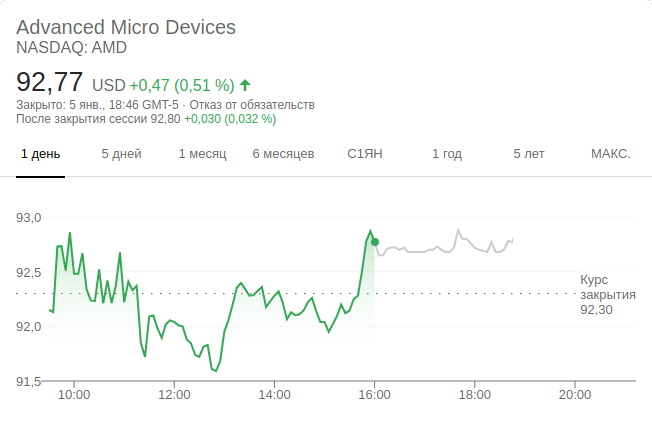 Advanced Micro Devices
NASDAQ: AMD
92,77 USD +0,47 (0,51 %)
Закрыто: 5 янв., 18:46 GMT-5 · Отказ от обязательств
После закрытия сессии 92,80 +0,030 (0,032 %)
1 день 5 дней 1 месяц 6 месяцев С1ЯН 1 год 5 лет МАКС.
93,0
92,5
Курс
закрытия
92,30
92,0
91,5
10:00 12:00 14:00 16:00 18:00 20:00